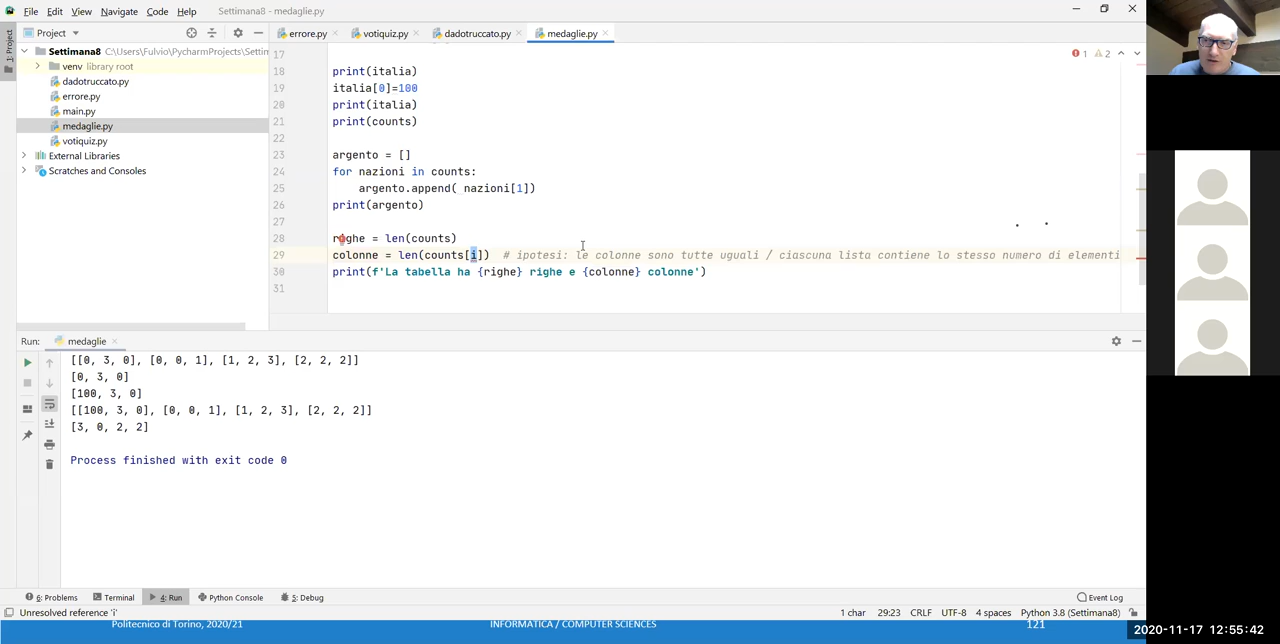 File Edit View Navigate Code Help Settimana8 - medaglie.py
Project
errore.py votiquiz.py dadotruccato.py medaglie.py
1: Project
Settimana8 C:\Users\Fulvio\PycharmProjects\Settim
venv library root
dadotruccato.py
errore.py
main.py
medaglie.py
votiquiz.py
External Libraries
Scratches and Consoles
1 2
17
18 print(italia)
19 italia[0]=100
20 print(italia)
21 print(counts)
22
23 argento = []
24 for nazioni in counts:
25 argento.append( nazioni[1])
26 print(argento)
27
28 righe = len(counts)
29 colonne = len(counts[i]) # ipotesi: le colonne sono tutte uguali / ciascuna lista contiene lo stesso numero di elementi
30 print(f'La tabella ha {righe} righe e {colonne} colonne')
31
Run: medaglie
[[0, 3, 0], [0, 0, 1], [1, 2, 3], [2, 2, 2]]
[0, 3, 0]
[100, 3, 0]
[[100, 3, 0], [0, 0, 1], [1, 2, 3], [2, 2, 2]]
[3, 0, 2, 2]
Process finished with exit code 0
6: Problems Terminal 4: Run Python Console 5: Debug Event Log
Unresolved reference 'i' 1 char 29:23 CRLF UTF-8 4 spaces Python 3.8 (Settimana8)
Politecnico di Torino, 2020/21 INFORMATICA / COMPUTER SCIENCES 121
2020-11-17 12:55:42